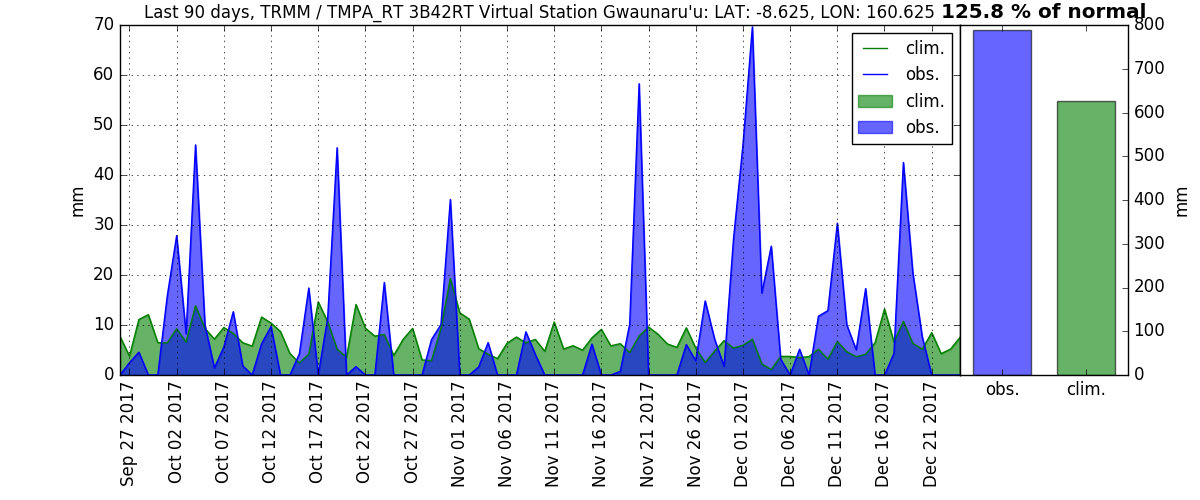 Last 90 days, TRMM / TMPA_RT 3B42RT Virtual Station Gwaunaru'u: LAT: -8.625, LON: 160.625 125.8 % of normal
70
60
50
40
30
20
10
0
mm
clim.
obs.
clim.
obs.
800
700
600
500
400
300
200
100
0
mm
Sep 27 2017
Oct 02 2017
Oct 07 2017
Oct 12 2017
Oct 17 2017
Oct 22 2017
Oct 27 2017
Nov 01 2017
Nov 06 2017
Nov 11 2017
Nov 16 2017
Nov 21 2017
Nov 26 2017
Dec 01 2017
Dec 06 2017
Dec 11 2017
Dec 16 2017
Dec 21 2017
obs.
clim.